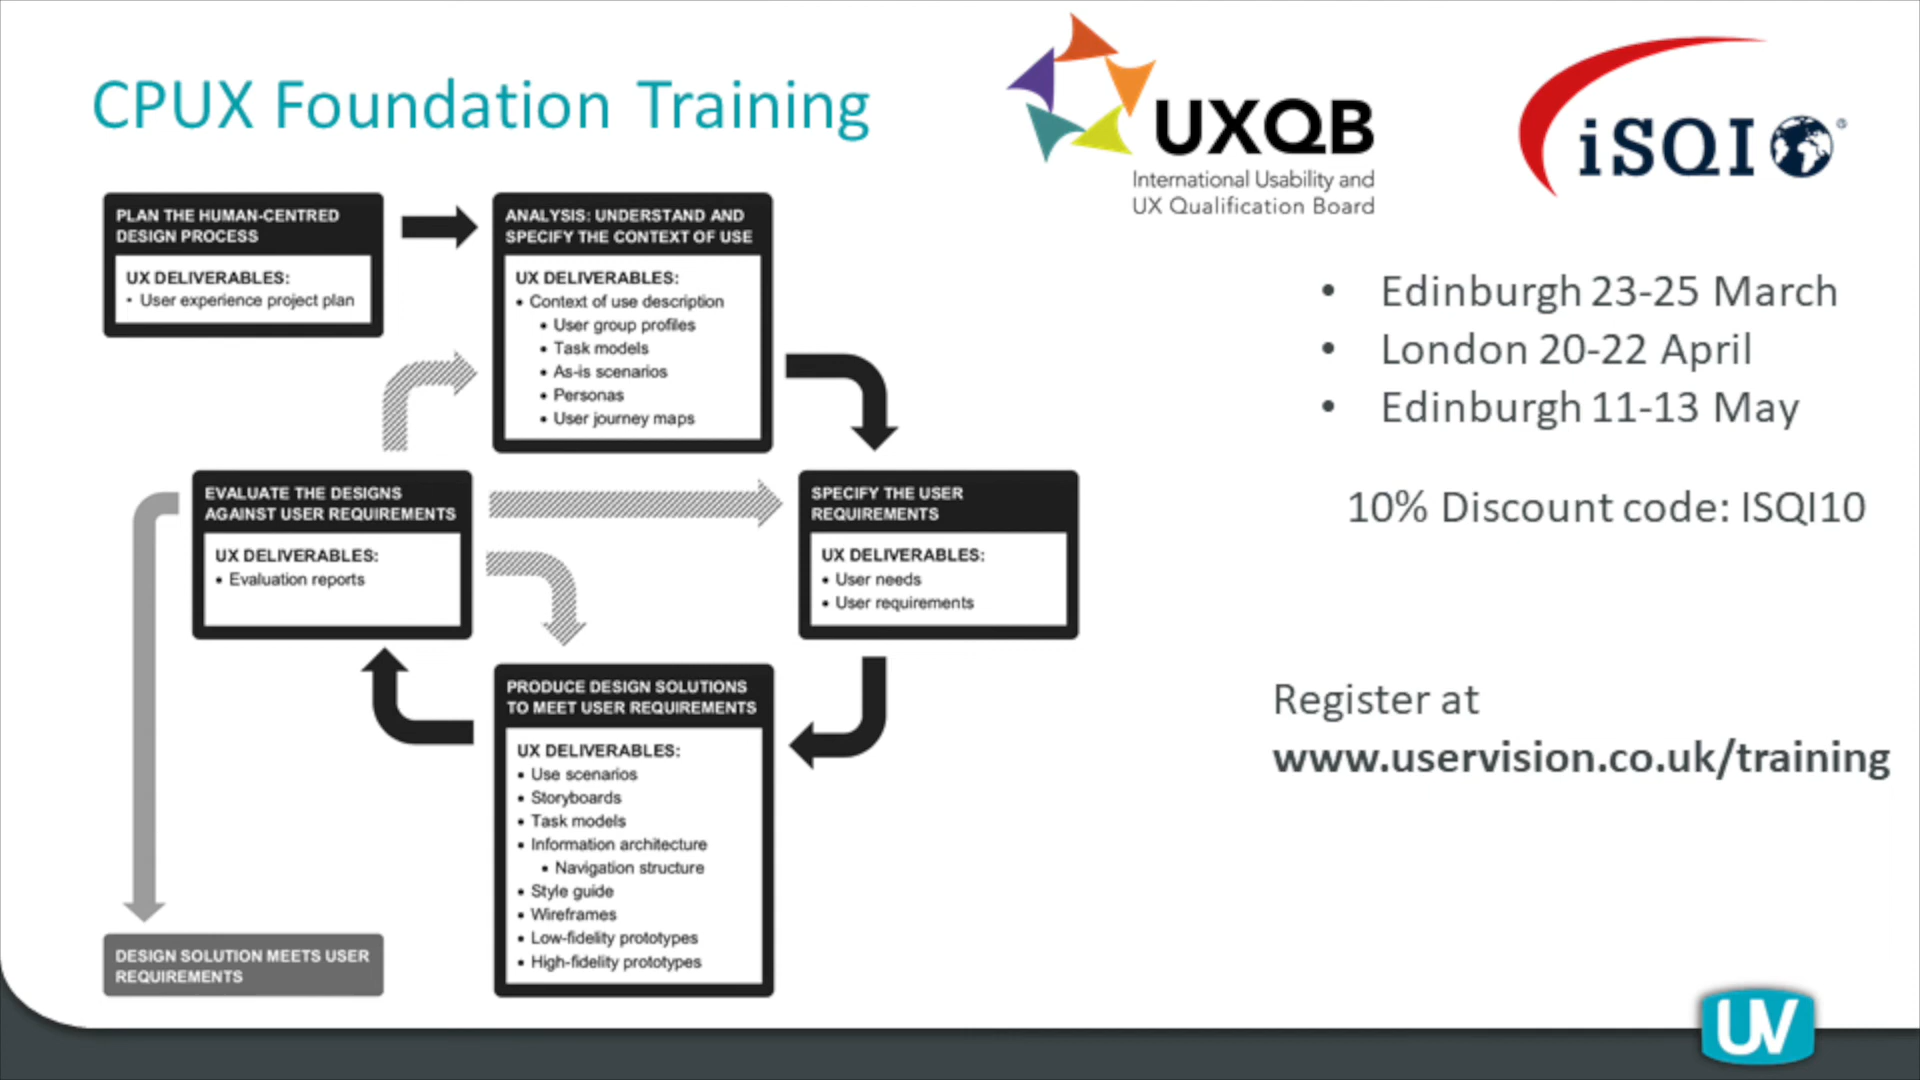 CPUX Foundation Training
UXQB
International Usability and
UX Qualification Board
iSQI
®
PLAN THE HUMAN-CENTRED
DESIGN PROCESS
UX DELIVERABLES:
• User experience project plan
ANALYSIS: UNDERSTAND AND
SPECIFY THE CONTEXT OF USE
UX DELIVERABLES:
• Context of use description
• User group profiles
• Task models
• As-is scenarios
• Personas
• User journey maps
EVALUATE THE DESIGNS
AGAINST USER REQUIREMENTS
UX DELIVERABLES:
• Evaluation reports
SPECIFY THE USER
REQUIREMENTS
UX DELIVERABLES:
• User needs
• User requirements
PRODUCE DESIGN SOLUTIONS
TO MEET USER REQUIREMENTS
UX DELIVERABLES:
• Use scenarios
• Storyboards
• Task models
• Information architecture
• Navigation structure
• Style guide
• Wireframes
• Low-fidelity prototypes
• High-fidelity prototypes
DESIGN SOLUTION MEETS USER
REQUIREMENTS
• Edinburgh 23-25 March
• London 20-22 April
• Edinburgh 11-13 May
10% Discount code: ISQI10
Register at
www.uservision.co.uk/training
UV